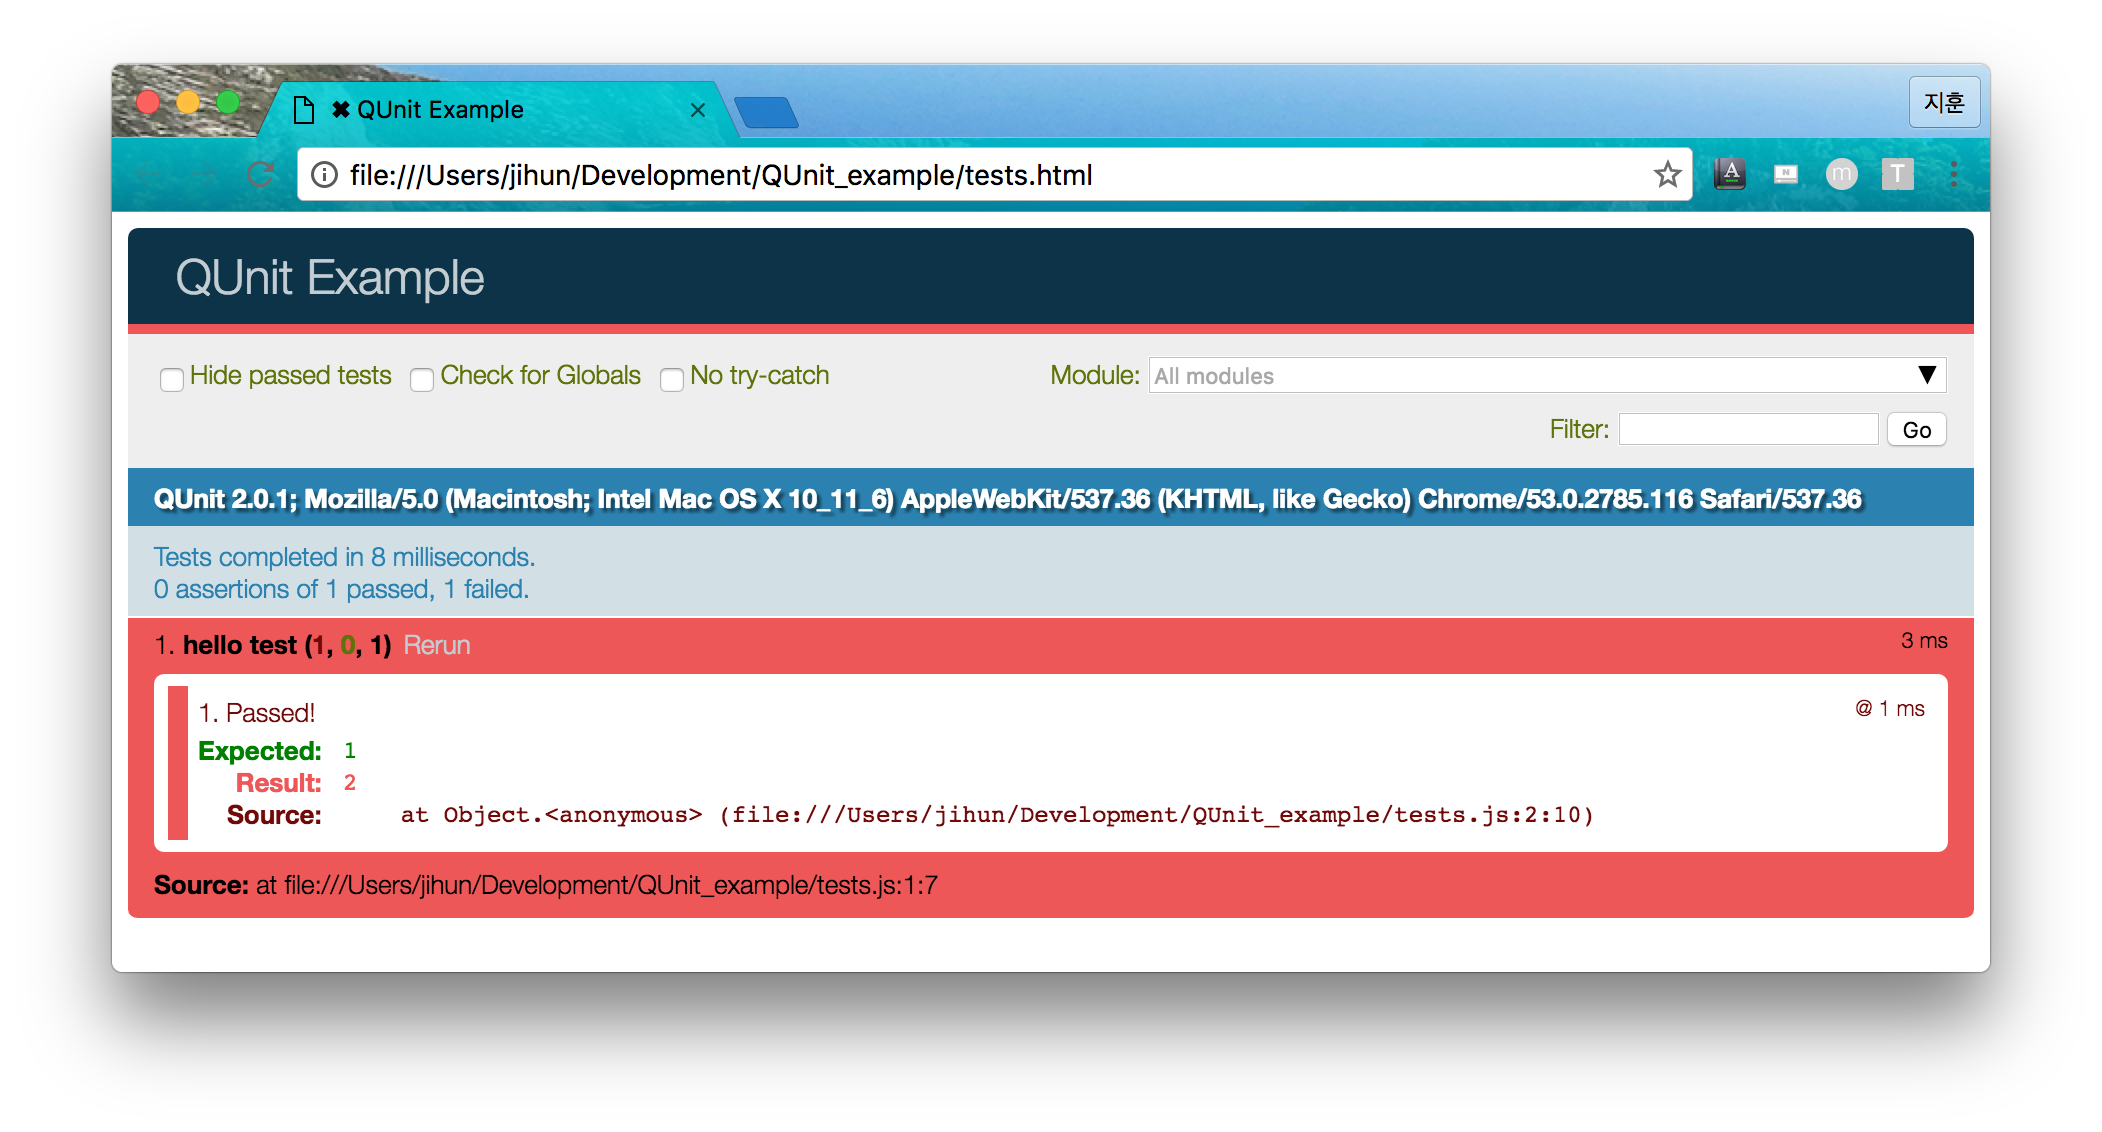 ✖ QUnit Example
지훈
file:///Users/jihun/Development/QUnit_example/tests.html
A
N
m
T
QUnit Example
Hide passed tests Check for Globals No try-catch Module: All modules ▼
Filter: Go
QUnit 2.0.1; Mozilla/5.0 (Macintosh; Intel Mac OS X 10_11_6) AppleWebKit/537.36 (KHTML, like Gecko) Chrome/53.0.2785.116 Safari/537.36
Tests completed in 8 milliseconds.
0 assertions of 1 passed, 1 failed.
1. hello test (1, 0, 1) Rerun 3 ms
1. Passed! @ 1 ms
Expected: 1
Result: 2
Source: at Object.<anonymous> (file:///Users/jihun/Development/QUnit_example/tests.js:2:10)
Source: at file:///Users/jihun/Development/QUnit_example/tests.js:1:7